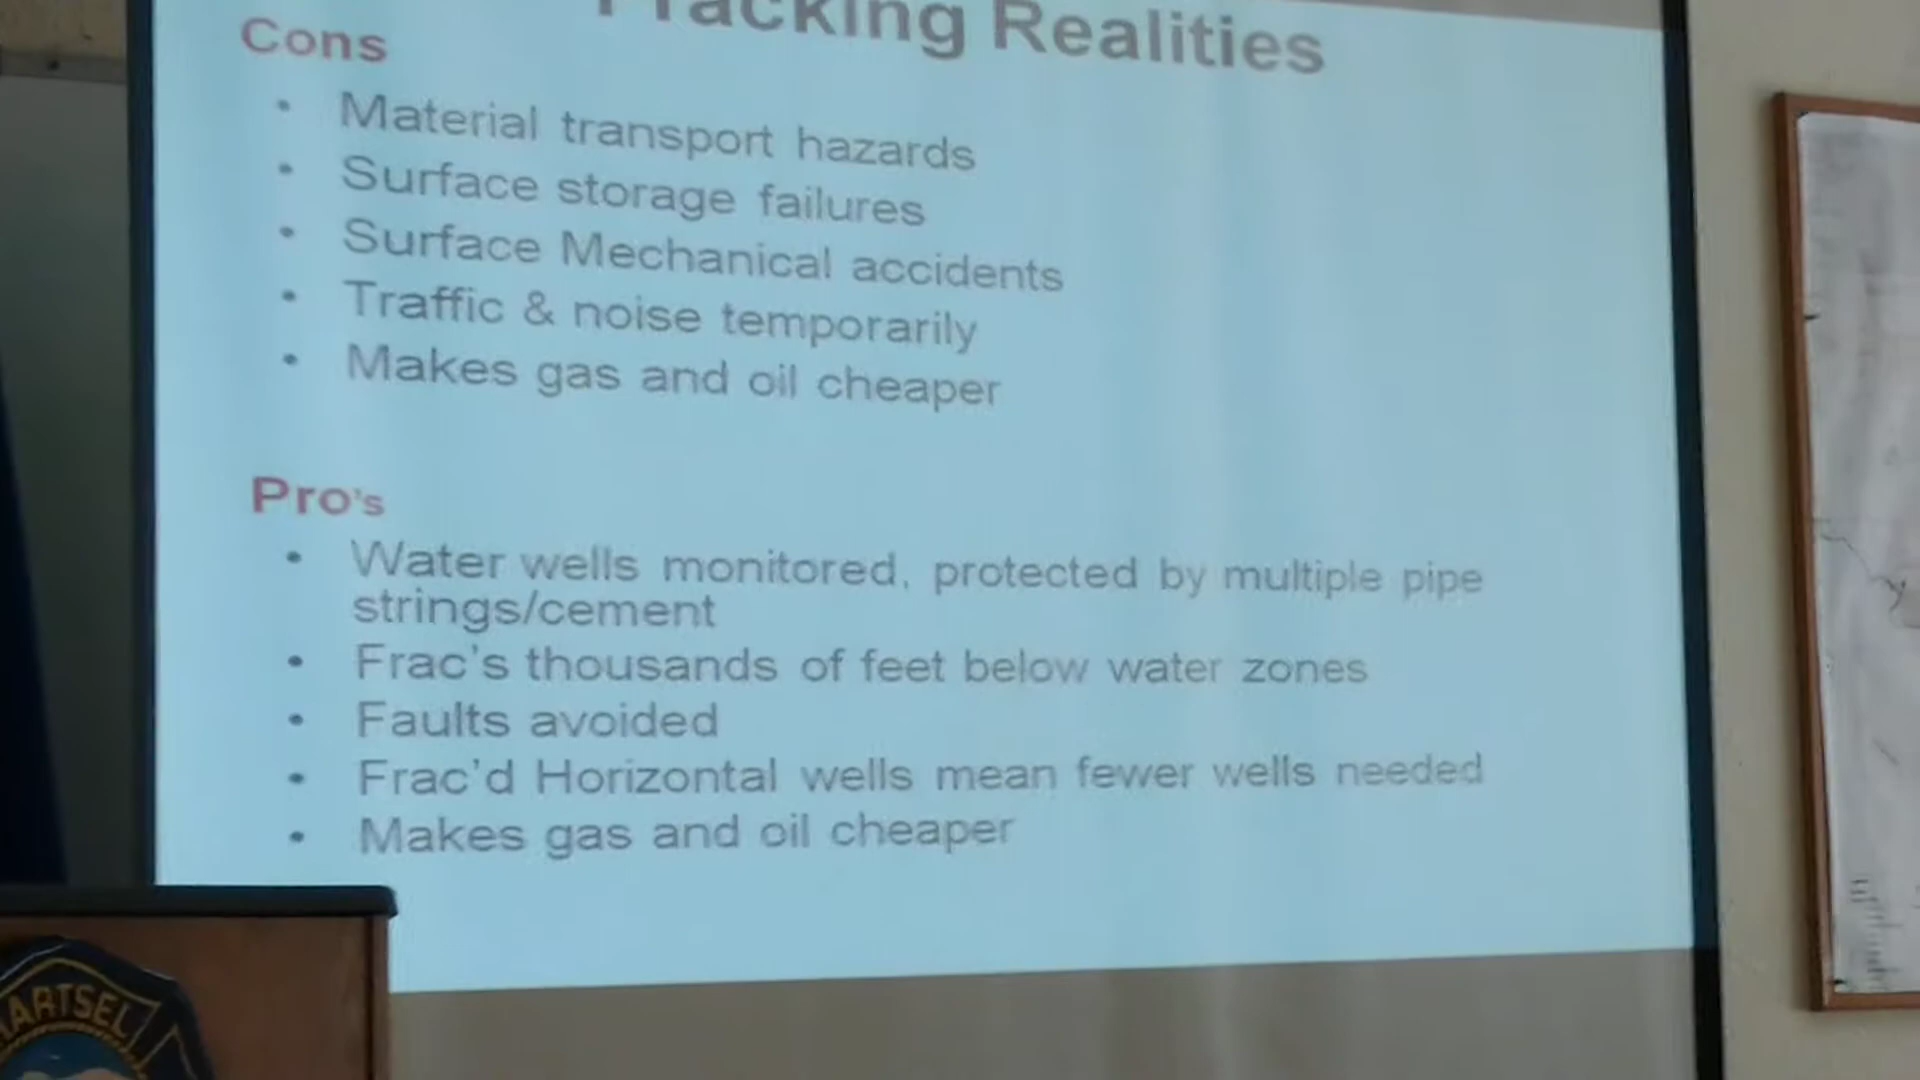 Fracking Realities
Cons
• Material transport hazards
• Surface storage failures
• Surface Mechanical accidents
• Traffic & noise temporarily
• Makes gas and oil cheaper
Pro's
• Water wells monitored, protected by multiple pipe
strings/cement
• Frac's thousands of feet below water zones
• Faults avoided
• Frac'd Horizontal wells mean fewer wells needed
• Makes gas and oil cheaper
HARTSEL